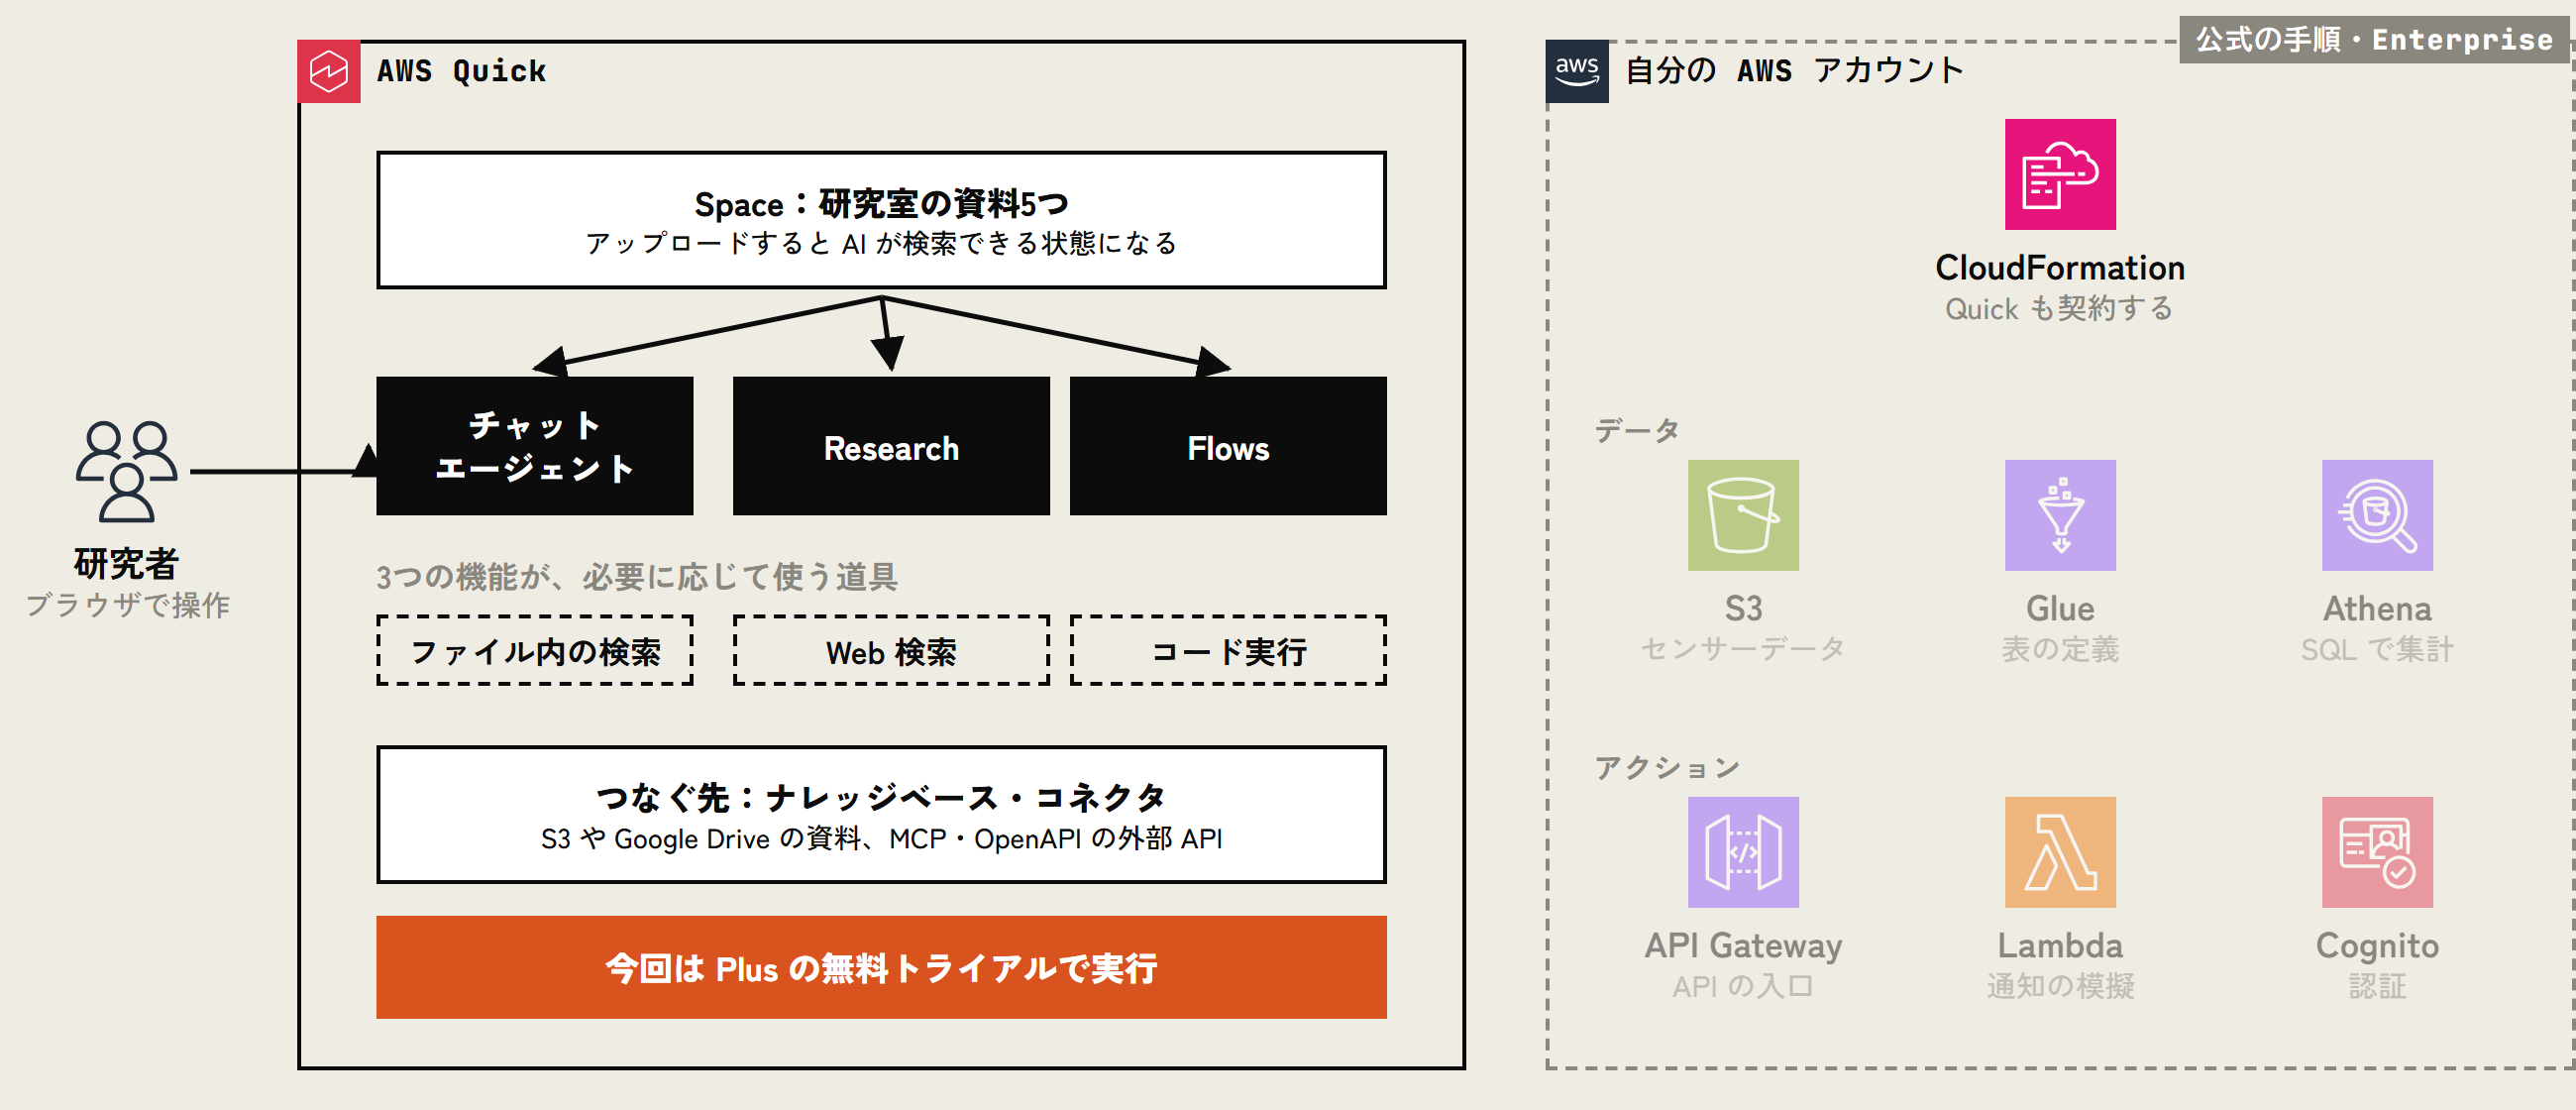 公式の手順・Enterprise
AWS Quick
aws
自分の AWS アカウント
Space：研究室の資料5つ
アップロードすると AI が検索できる状態になる
CloudFormation
Quick も契約する
チャット
エージェント
Research
Flows
研究者
ブラウザで操作
3つの機能が、必要に応じて使う道具
ファイル内の検索
Web 検索
コード実行
データ
S3
センサーデータ
Glue
表の定義
Athena
SQL で集計
つなぐ先：ナレッジベース・コネクタ
S3 や Google Drive の資料、MCP・OpenAPI の外部 API
今回は Plus の無料トライアルで実行
アクション
API Gateway
API の入口
Lambda
通知の模擬
Cognito
認証